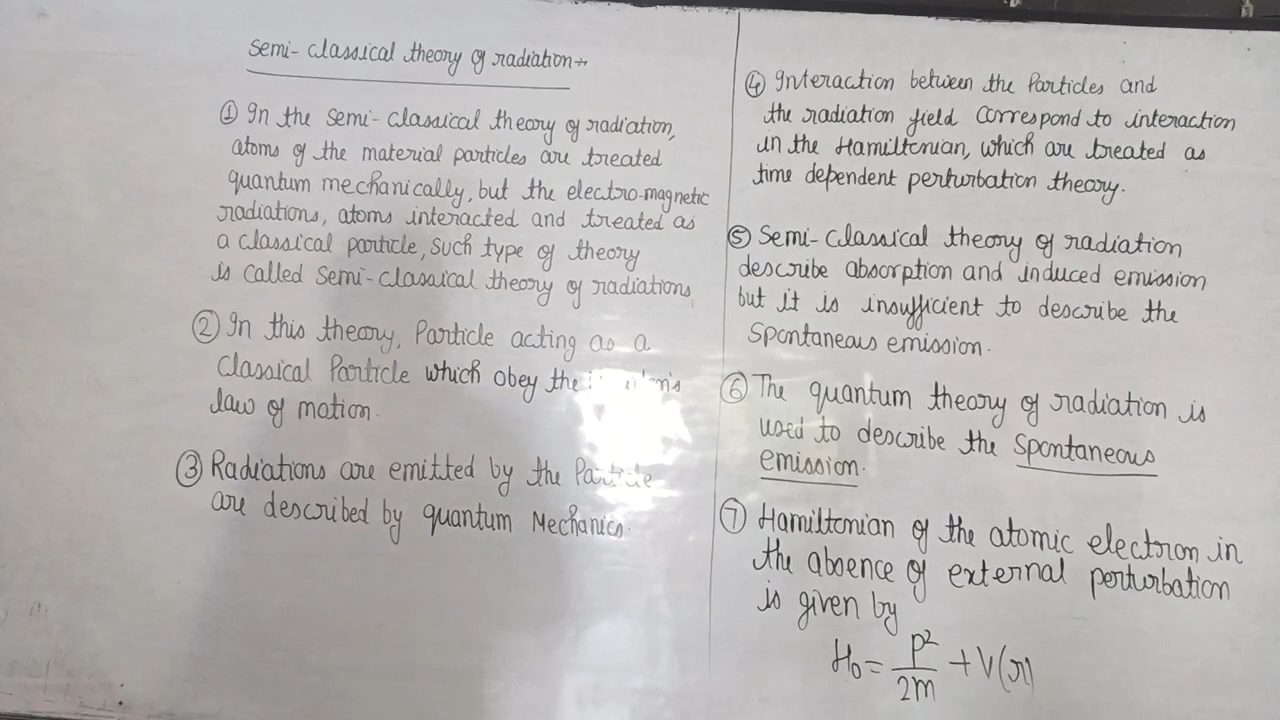 Semi-classical theory of radiation→
① In the semi-classical theory of radiation,
atoms of the material particles are treated
quantum mechanically, but the electro-magnetic
radiations, atoms interacted and treated as
a classical particle, such type of theory
is called semi-classical theory of radiations,
② In this theory, Particle acting as a
Classical Particle which obey the
law of motion.
③ Radiations are emitted by the Particle
are described by quantum Mechanics.
④ Interaction between the Particles and
the radiation field correspond to interaction
in the Hamiltonian, which are treated as
time dependent perturbation theory.
⑤ Semi-classical theory of radiation
describe absorption and induced emission
but it is insufficient to describe the
Spontaneous emission.
⑥ The quantum theory of radiation is
used to describe the Spontaneous
emission.
⑦ Hamiltonian of the atomic electron in
the absence of external perturbation
is given by
H₀ = P²/2m + V(r)